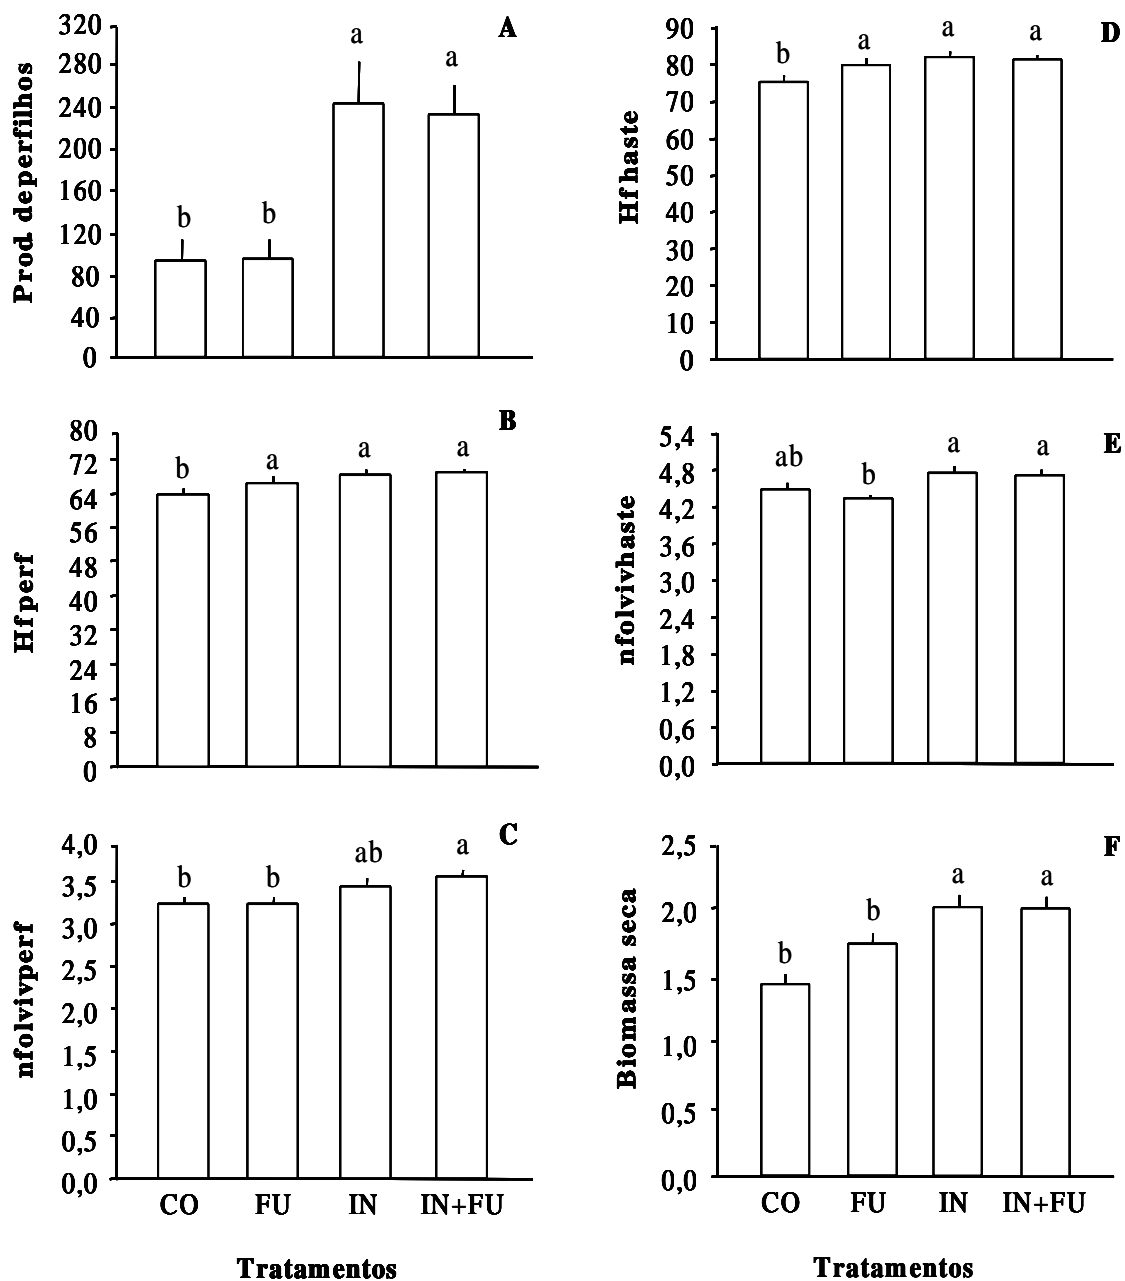 A
Prod. deperfilhos
320
280
240
200
160
120
80
40
0
b
b
a
a
D
Hfhaste
90
80
70
60
50
40
30
20
10
0
b
a
a
a
B
Hfperf
80
72
64
56
48
40
32
24
16
8
0
b
a
a
a
E
nfolvivhaste
5,4
4,8
4,2
3,6
3,0
2,4
1,8
1,2
0,6
0,0
ab
b
a
a
C
nfolvivperf
4,0
3,5
3,0
2,5
2,0
1,5
1,0
0,5
0,0
b
b
ab
a
CO FU IN IN+FU
Tratamentos
F
Biomassa seca
2,5
2,0
1,5
1,0
0,5
0,0
b
b
a
a
CO FU IN IN+FU
Tratamentos